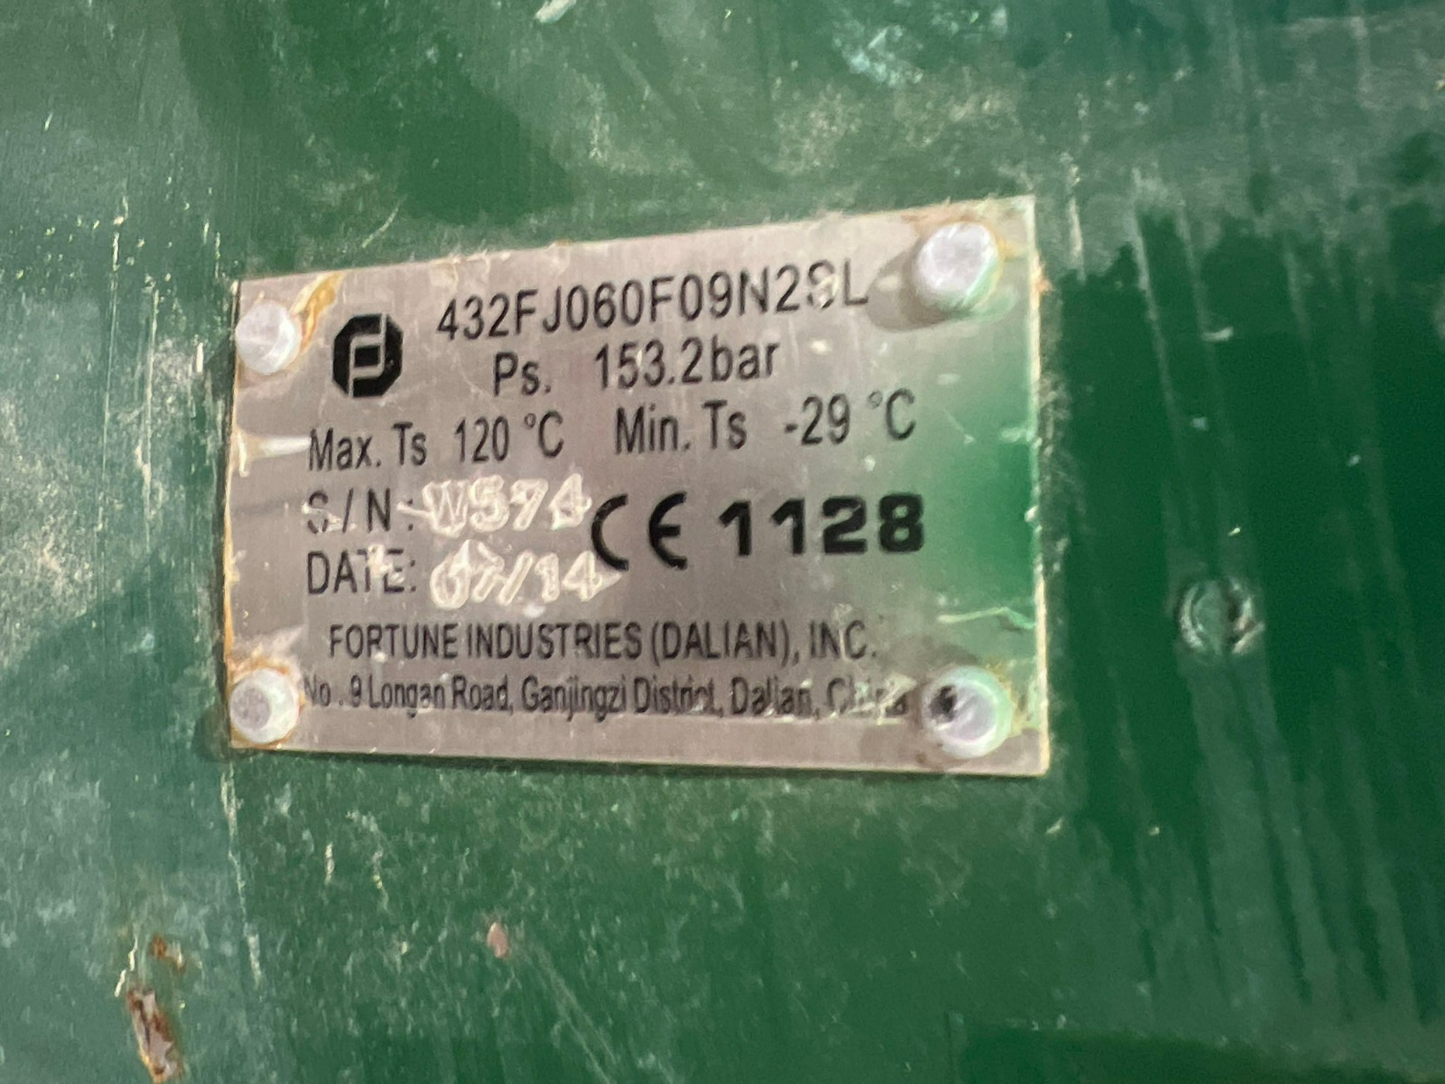 432FJ060F09N2SL
Ps. 153.2bar
Max. Ts 120 °C Min. Ts -29 °C
S/N: W574 CE 1128
DATE: 07/14
FORTUNE INDUSTRIES (DALIAN), INC.
No. 9 Longan Road, Ganjingzi District, Dalian, China